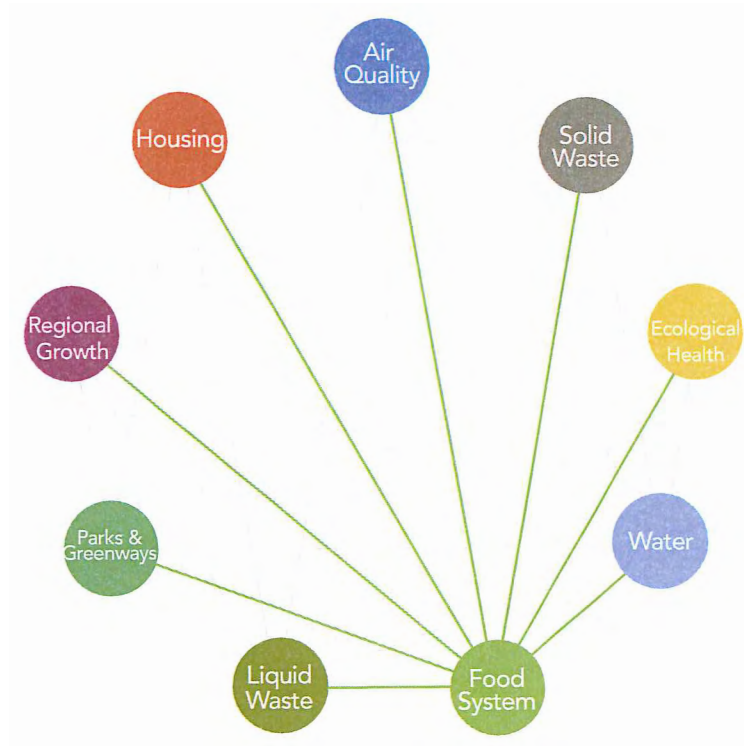 Air
Quality
Housing
Solid
Waste
Regional
Growth
Ecological
Health
Parks &
Greenways
Water
Liquid
Waste
Food
System